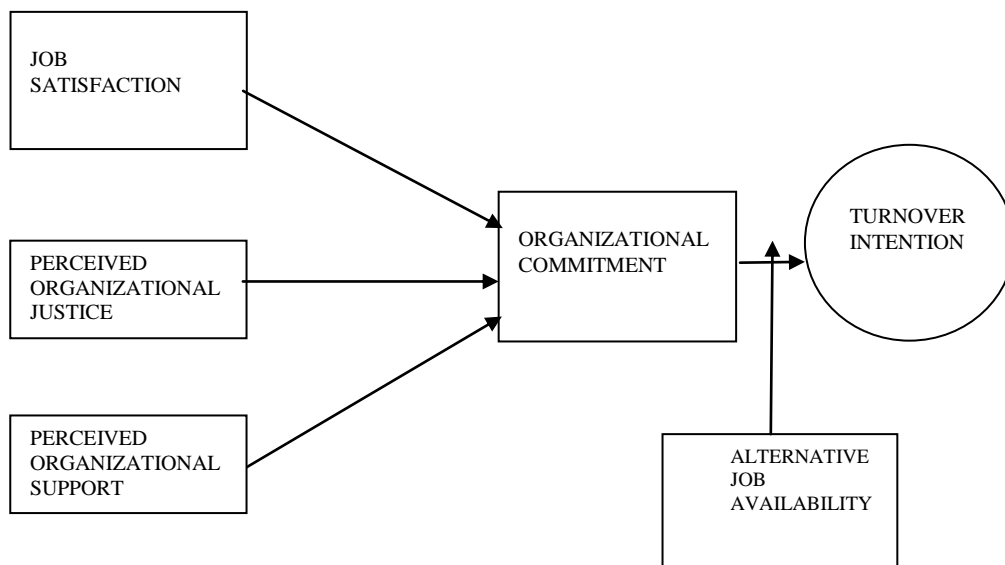 JOB
SATISFACTION
PERCEIVED
ORGANIZATIONAL
JUSTICE
PERCEIVED
ORGANIZATIONAL
SUPPORT
ORGANIZATIONAL
COMMITMENT
TURNOVER
INTENTION
ALTERNATIVE
JOB
AVAILABILITY